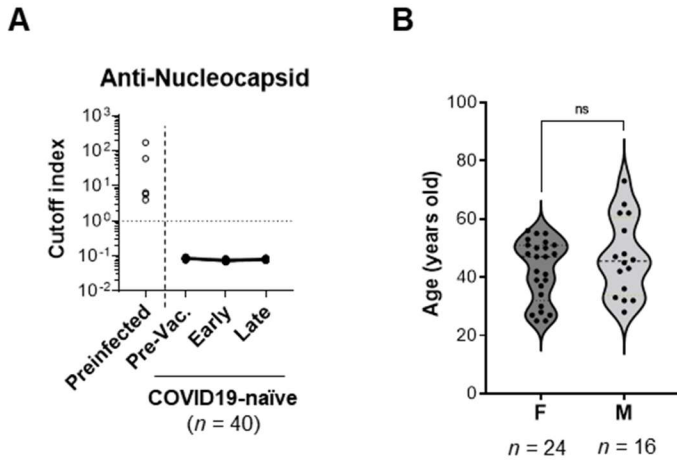 A
Anti-Nucleocapsid
Cutoff index
10³
10²
10¹
10⁰
10⁻¹
10⁻²
Preinfected
Pre-Vac.
Early
Late
COVID19-naïve
(n = 40)
B
Age (years old)
100
80
60
40
20
0
ns
F
M
n = 24
n = 16